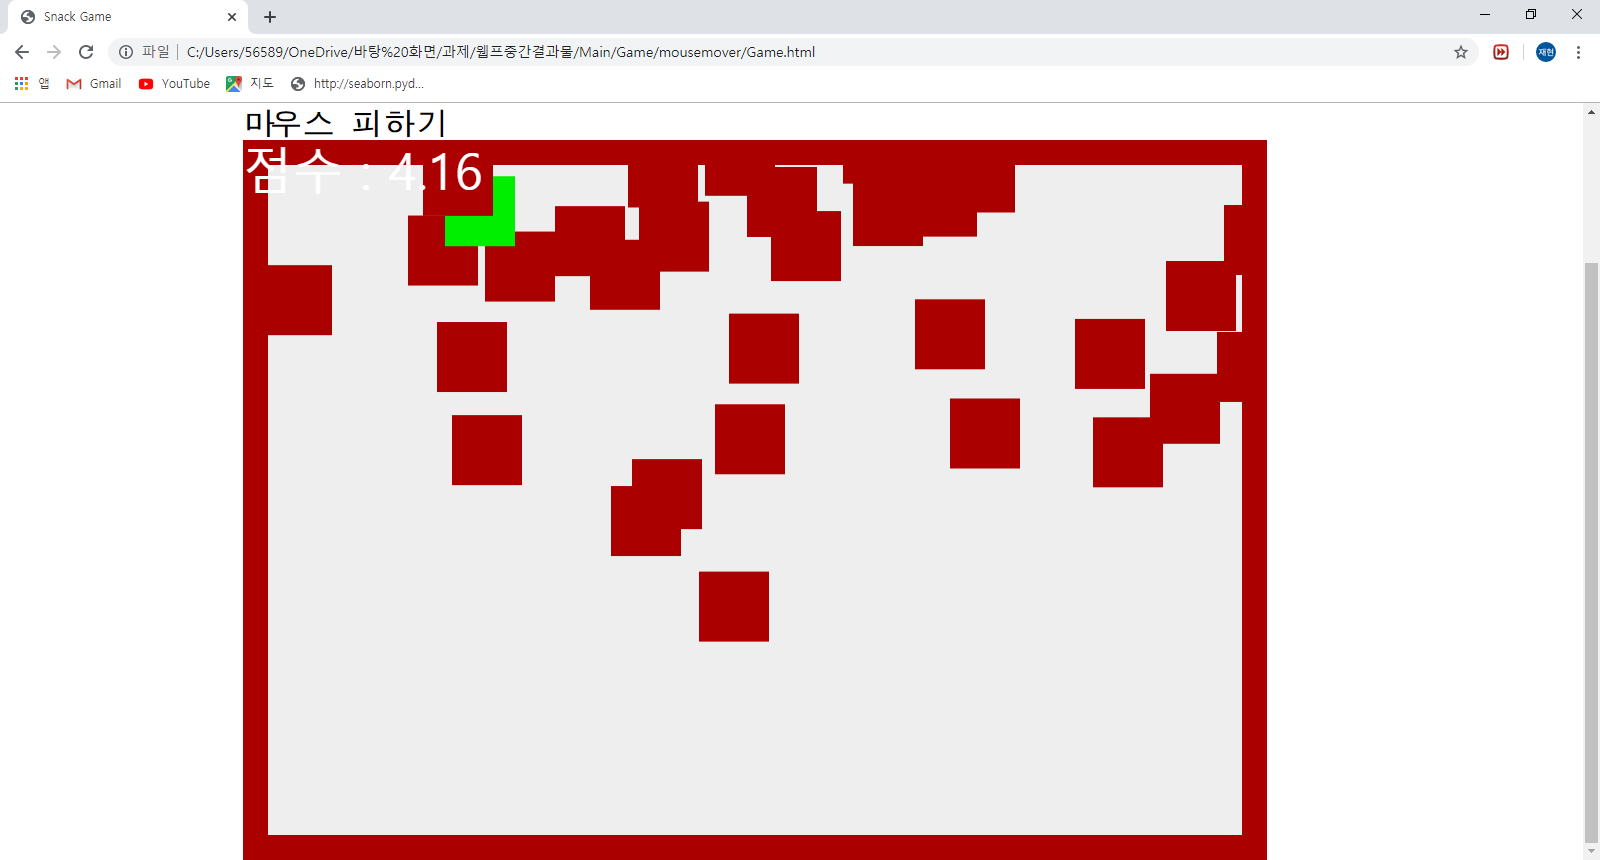 Snack Game
파일 C:/Users/56589/OneDrive/바탕%20화면/과제/웹프중간결과물/Main/Game/mousemover/Game.html
재현
앱 Gmail YouTube 지도 http://seaborn.pyd...
마우스 피하기
점수 : 4.16